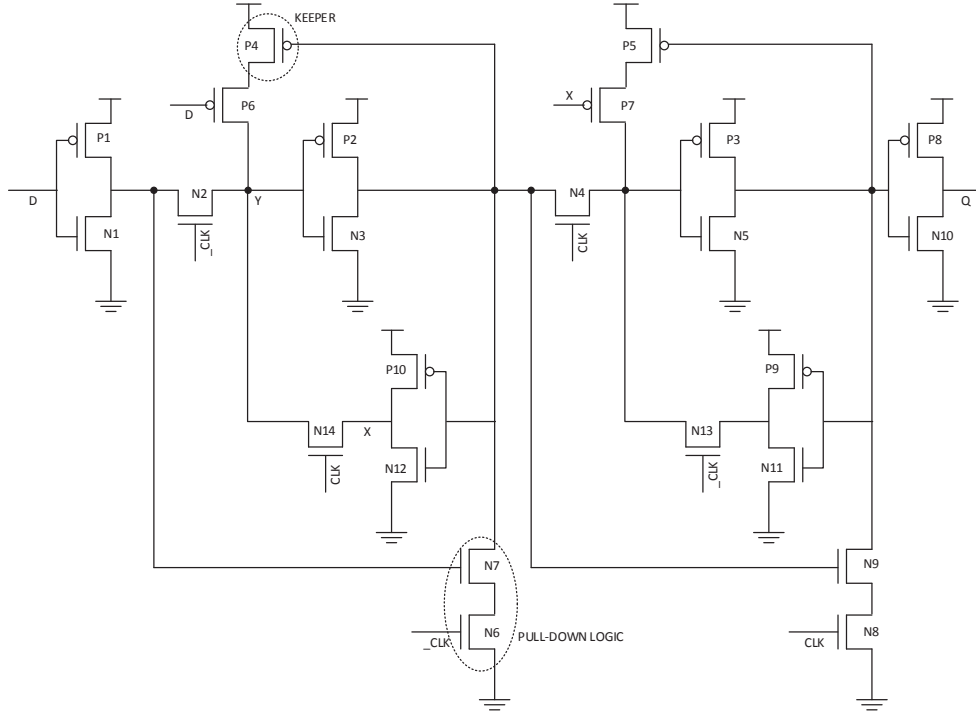 KEEPER
P4
P5
P6
D
X
P7
P1
P2
P3
P8
D
N2
Y
N4
Q
N1
_CLK
N3
CLK
N5
N10
P10
P9
N14
X
N13
CLK
N12
_CLK
N11
N7
N9
N6
_CLK
PULL-DOWN LOGIC
CLK
N8